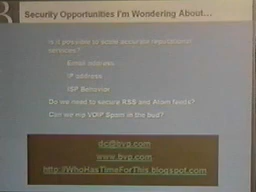 Security Opportunities I'm Wondering About…
Is it possible to score accurate reputational
services?
Email address
IP address
ISP Behavior
Do we need to secure RSS and Atom feeds?
Can we nip VOIP Spam in the bud?
dc@bvp.com
www.bvp.com
http://WhoHasTimeForThis.blogspot.com